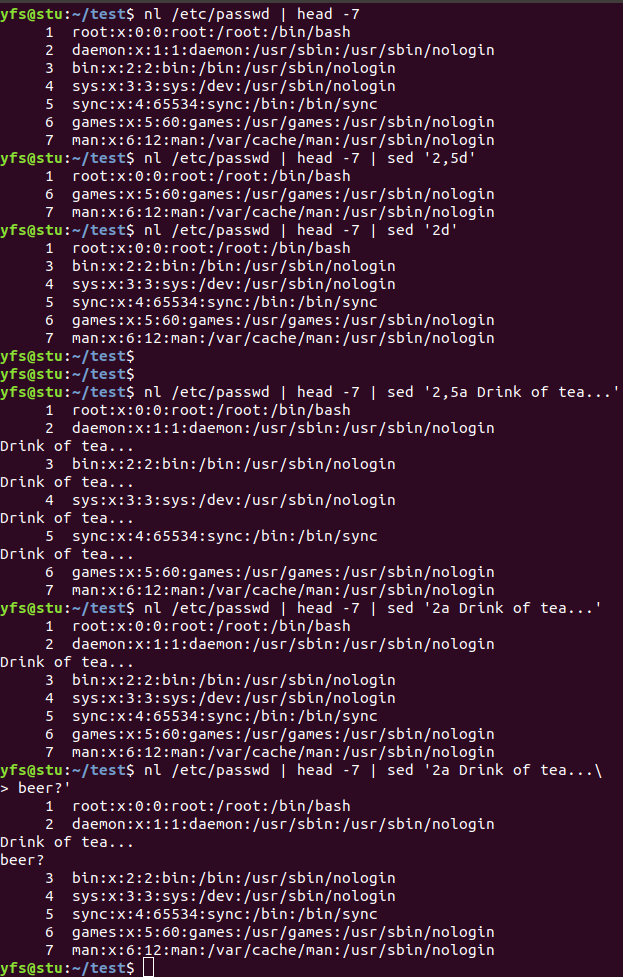 yfs@stu:~/test$ nl /etc/passwd | head -7
     1  root:x:0:0:root:/root:/bin/bash
     2  daemon:x:1:1:daemon:/usr/sbin:/usr/sbin/nologin
     3  bin:x:2:2:bin:/bin:/usr/sbin/nologin
     4  sys:x:3:3:sys:/dev:/usr/sbin/nologin
     5  sync:x:4:65534:sync:/bin:/bin/sync
     6  games:x:5:60:games:/usr/games:/usr/sbin/nologin
     7  man:x:6:12:man:/var/cache/man:/usr/sbin/nologin
yfs@stu:~/test$ nl /etc/passwd | head -7 | sed '2,5d'
     1  root:x:0:0:root:/root:/bin/bash
     6  games:x:5:60:games:/usr/games:/usr/sbin/nologin
     7  man:x:6:12:man:/var/cache/man:/usr/sbin/nologin
yfs@stu:~/test$ nl /etc/passwd | head -7 | sed '2d'
     1  root:x:0:0:root:/root:/bin/bash
     3  bin:x:2:2:bin:/bin:/usr/sbin/nologin
     4  sys:x:3:3:sys:/dev:/usr/sbin/nologin
     5  sync:x:4:65534:sync:/bin:/bin/sync
     6  games:x:5:60:games:/usr/games:/usr/sbin/nologin
     7  man:x:6:12:man:/var/cache/man:/usr/sbin/nologin
yfs@stu:~/test$
yfs@stu:~/test$
yfs@stu:~/test$ nl /etc/passwd | head -7 | sed '2,5a Drink of tea...'
     1  root:x:0:0:root:/root:/bin/bash
     2  daemon:x:1:1:daemon:/usr/sbin:/usr/sbin/nologin
Drink of tea...
     3  bin:x:2:2:bin:/bin:/usr/sbin/nologin
Drink of tea...
     4  sys:x:3:3:sys:/dev:/usr/sbin/nologin
Drink of tea...
     5  sync:x:4:65534:sync:/bin:/bin/sync
Drink of tea...
     6  games:x:5:60:games:/usr/games:/usr/sbin/nologin
     7  man:x:6:12:man:/var/cache/man:/usr/sbin/nologin
yfs@stu:~/test$ nl /etc/passwd | head -7 | sed '2a Drink of tea...'
     1  root:x:0:0:root:/root:/bin/bash
     2  daemon:x:1:1:daemon:/usr/sbin:/usr/sbin/nologin
Drink of tea...
     3  bin:x:2:2:bin:/bin:/usr/sbin/nologin
     4  sys:x:3:3:sys:/dev:/usr/sbin/nologin
     5  sync:x:4:65534:sync:/bin:/bin/sync
     6  games:x:5:60:games:/usr/games:/usr/sbin/nologin
     7  man:x:6:12:man:/var/cache/man:/usr/sbin/nologin
yfs@stu:~/test$ nl /etc/passwd | head -7 | sed '2a Drink of tea...\
> beer?'
     1  root:x:0:0:root:/root:/bin/bash
     2  daemon:x:1:1:daemon:/usr/sbin:/usr/sbin/nologin
Drink of tea...
beer?
     3  bin:x:2:2:bin:/bin:/usr/sbin/nologin
     4  sys:x:3:3:sys:/dev:/usr/sbin/nologin
     5  sync:x:4:65534:sync:/bin:/bin/sync
     6  games:x:5:60:games:/usr/games:/usr/sbin/nologin
     7  man:x:6:12:man:/var/cache/man:/usr/sbin/nologin
yfs@stu:~/test$